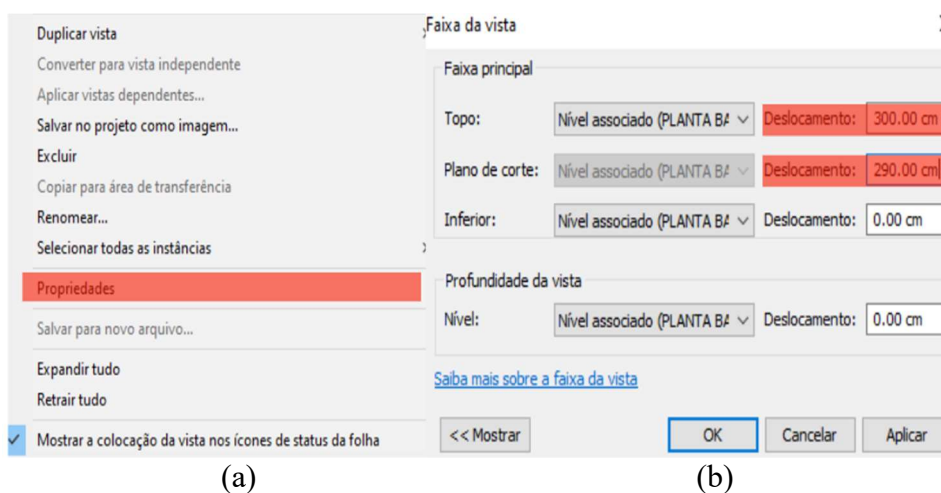 Duplicar vista
Converter para vista independente
Aplicar vistas dependentes...
Salvar no projeto como imagem...
Excluir
Copiar para área de transferência
Renomear...
Selecionar todas as instâncias
Propriedades
Salvar para novo arquivo...
Expandir tudo
Retrair tudo
Mostrar a colocação da vista nos ícones de status da folha
(a)
Faixa da vista
Faixa principal
Topo: Nível associado (PLANTA BA Deslocamento: 300.00 cm
Plano de corte: Nível associado (PLANTA BA Deslocamento: 290.00 cm
Inferior: Nível associado (PLANTA BA Deslocamento: 0.00 cm
Profundidade da vista
Nível: Nível associado (PLANTA BA Deslocamento: 0.00 cm
Saiba mais sobre a faixa da vista
<< Mostrar OK Cancelar Aplicar
(b)